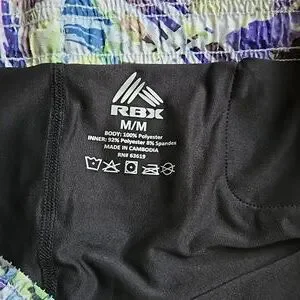 RBX
M/M
BODY: 100% Polyester
INNER: 92% Polyester 8% Spandex
MADE IN CAMBODIA
RN# 63619